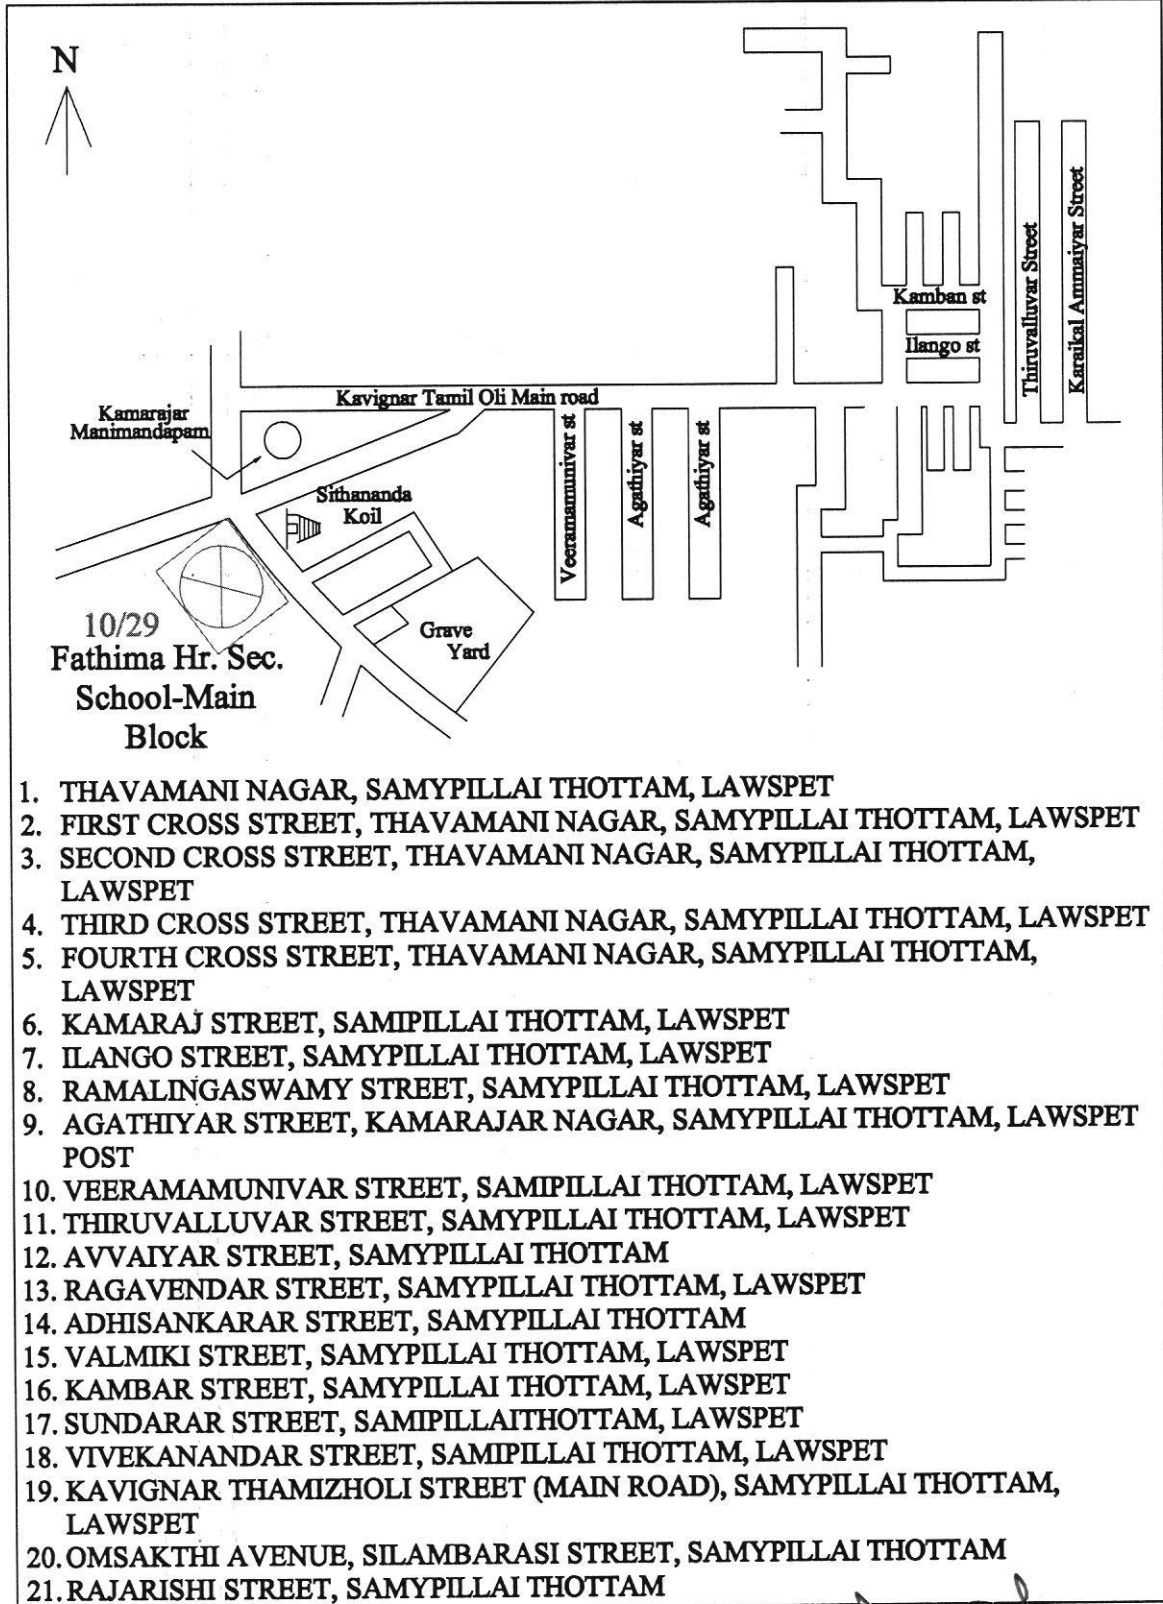 N
Kamban st
Ilango st
Thiruvalluvar Street
Karaikal Ammaiyar Street
Kavignar Tamil Oli Main road
Kamarajar
Manimandapam
Veeramamunivar st
Agathiyar st
Agathiyar st
Sithananda
Koil
Grave
Yard
10/29
Fathima Hr. Sec.
School-Main
Block
1. THAVAMANI NAGAR, SAMYPILLAI THOTTAM, LAWSPET
2. FIRST CROSS STREET, THAVAMANI NAGAR, SAMYPILLAI THOTTAM, LAWSPET
3. SECOND CROSS STREET, THAVAMANI NAGAR, SAMYPILLAI THOTTAM,
LAWSPET
4. THIRD CROSS STREET, THAVAMANI NAGAR, SAMYPILLAI THOTTAM, LAWSPET
5. FOURTH CROSS STREET, THAVAMANI NAGAR, SAMYPILLAI THOTTAM,
LAWSPET
6. KAMARAJ STREET, SAMIPILLAI THOTTAM, LAWSPET
7. ILANGO STREET, SAMYPILLAI THOTTAM, LAWSPET
8. RAMALINGASWAMY STREET, SAMYPILLAI THOTTAM, LAWSPET
9. AGATHIYAR STREET, KAMARAJAR NAGAR, SAMYPILLAI THOTTAM, LAWSPET
POST
10. VEERAMAMUNIVAR STREET, SAMIPILLAI THOTTAM, LAWSPET
11. THIRUVALLUVAR STREET, SAMYPILLAI THOTTAM, LAWSPET
12. AVVAIYAR STREET, SAMYPILLAI THOTTAM
13. RAGAVENDAR STREET, SAMYPILLAI THOTTAM, LAWSPET
14. ADHISANKARAR STREET, SAMYPILLAI THOTTAM
15. VALMIKI STREET, SAMYPILLAI THOTTAM, LAWSPET
16. KAMBAR STREET, SAMYPILLAI THOTTAM, LAWSPET
17. SUNDARAR STREET, SAMIPILLAITHOTTAM, LAWSPET
18. VIVEKANANDAR STREET, SAMIPILLAI THOTTAM, LAWSPET
19. KAVIGNAR THAMIZHOLI STREET (MAIN ROAD), SAMYPILLAI THOTTAM,
LAWSPET
20. OMSAKTHI AVENUE, SILAMBARASI STREET, SAMYPILLAI THOTTAM
21. RAJARISHI STREET, SAMYPILLAI THOTTAM